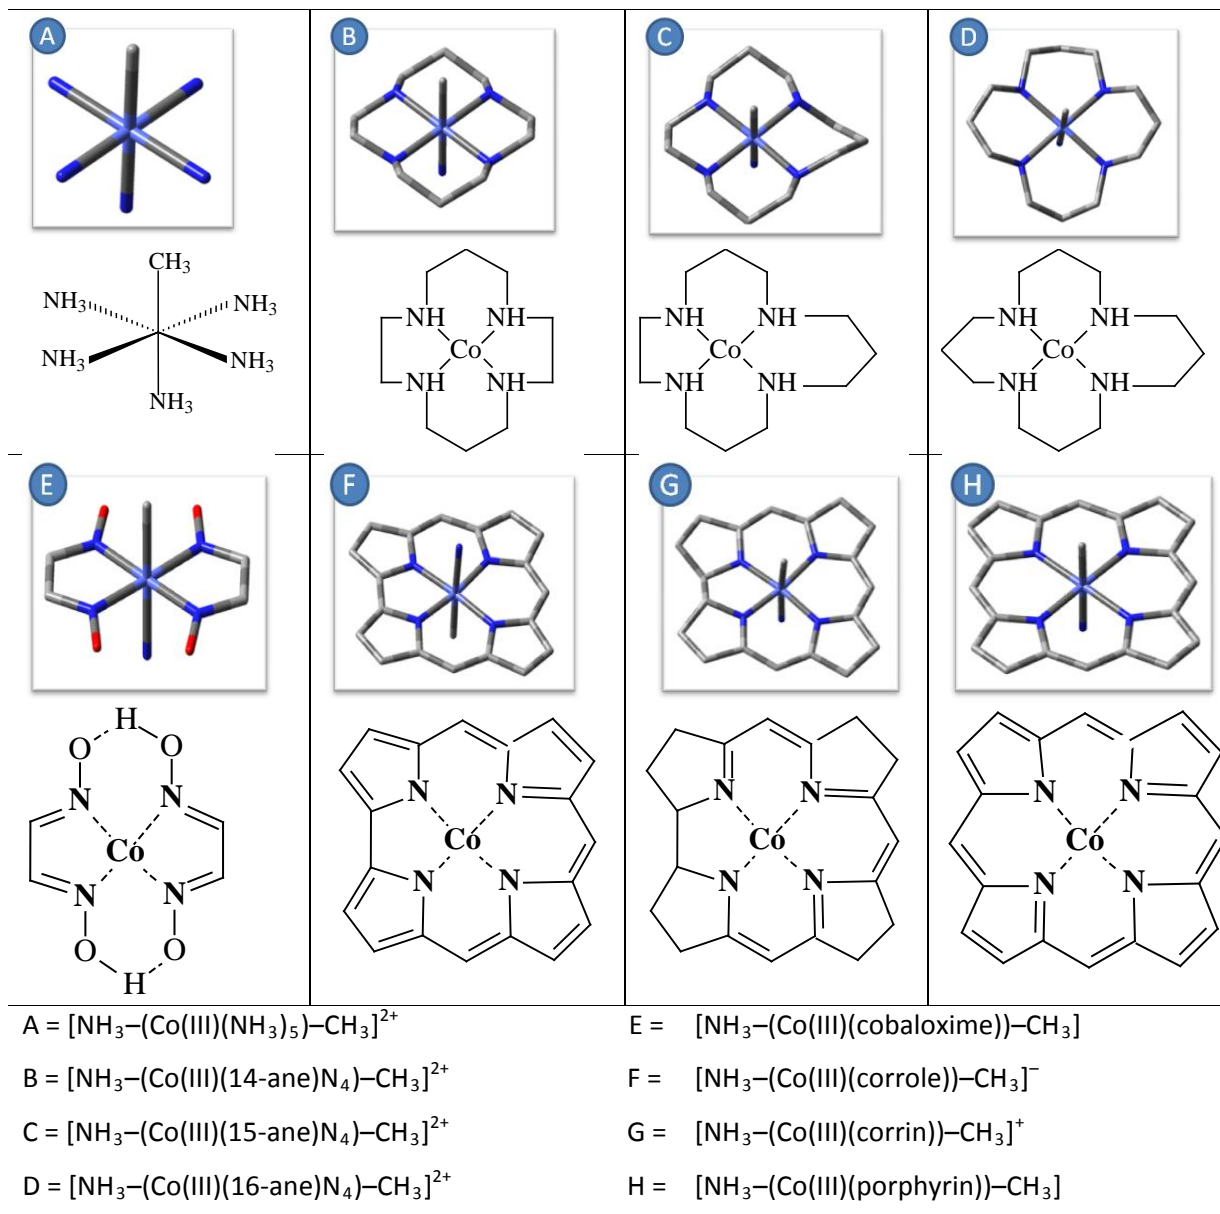 A
B
C
D
CH3
NH3
NH3
NH3
NH3
NH3
NH
NH
Co
NH
NH
NH
NH
Co
NH
NH
NH
NH
Co
NH
NH
E
F
G
H
H
O
O
N
N
Co
N
N
O
O
H
N
N
Co
N
N
N
N
Co
N
N
N
N
Co
N
N
A = [NH3–(Co(III)(NH3)5)–CH3]2+
E = [NH3–(Co(III)(cobaloxime))–CH3]
B = [NH3–(Co(III)(14-ane)N4)–CH3]2+
F = [NH3–(Co(III)(corrole))–CH3]–
C = [NH3–(Co(III)(15-ane)N4)–CH3]2+
G = [NH3–(Co(III)(corrin))–CH3]+
D = [NH3–(Co(III)(16-ane)N4)–CH3]2+
H = [NH3–(Co(III)(porphyrin))–CH3]